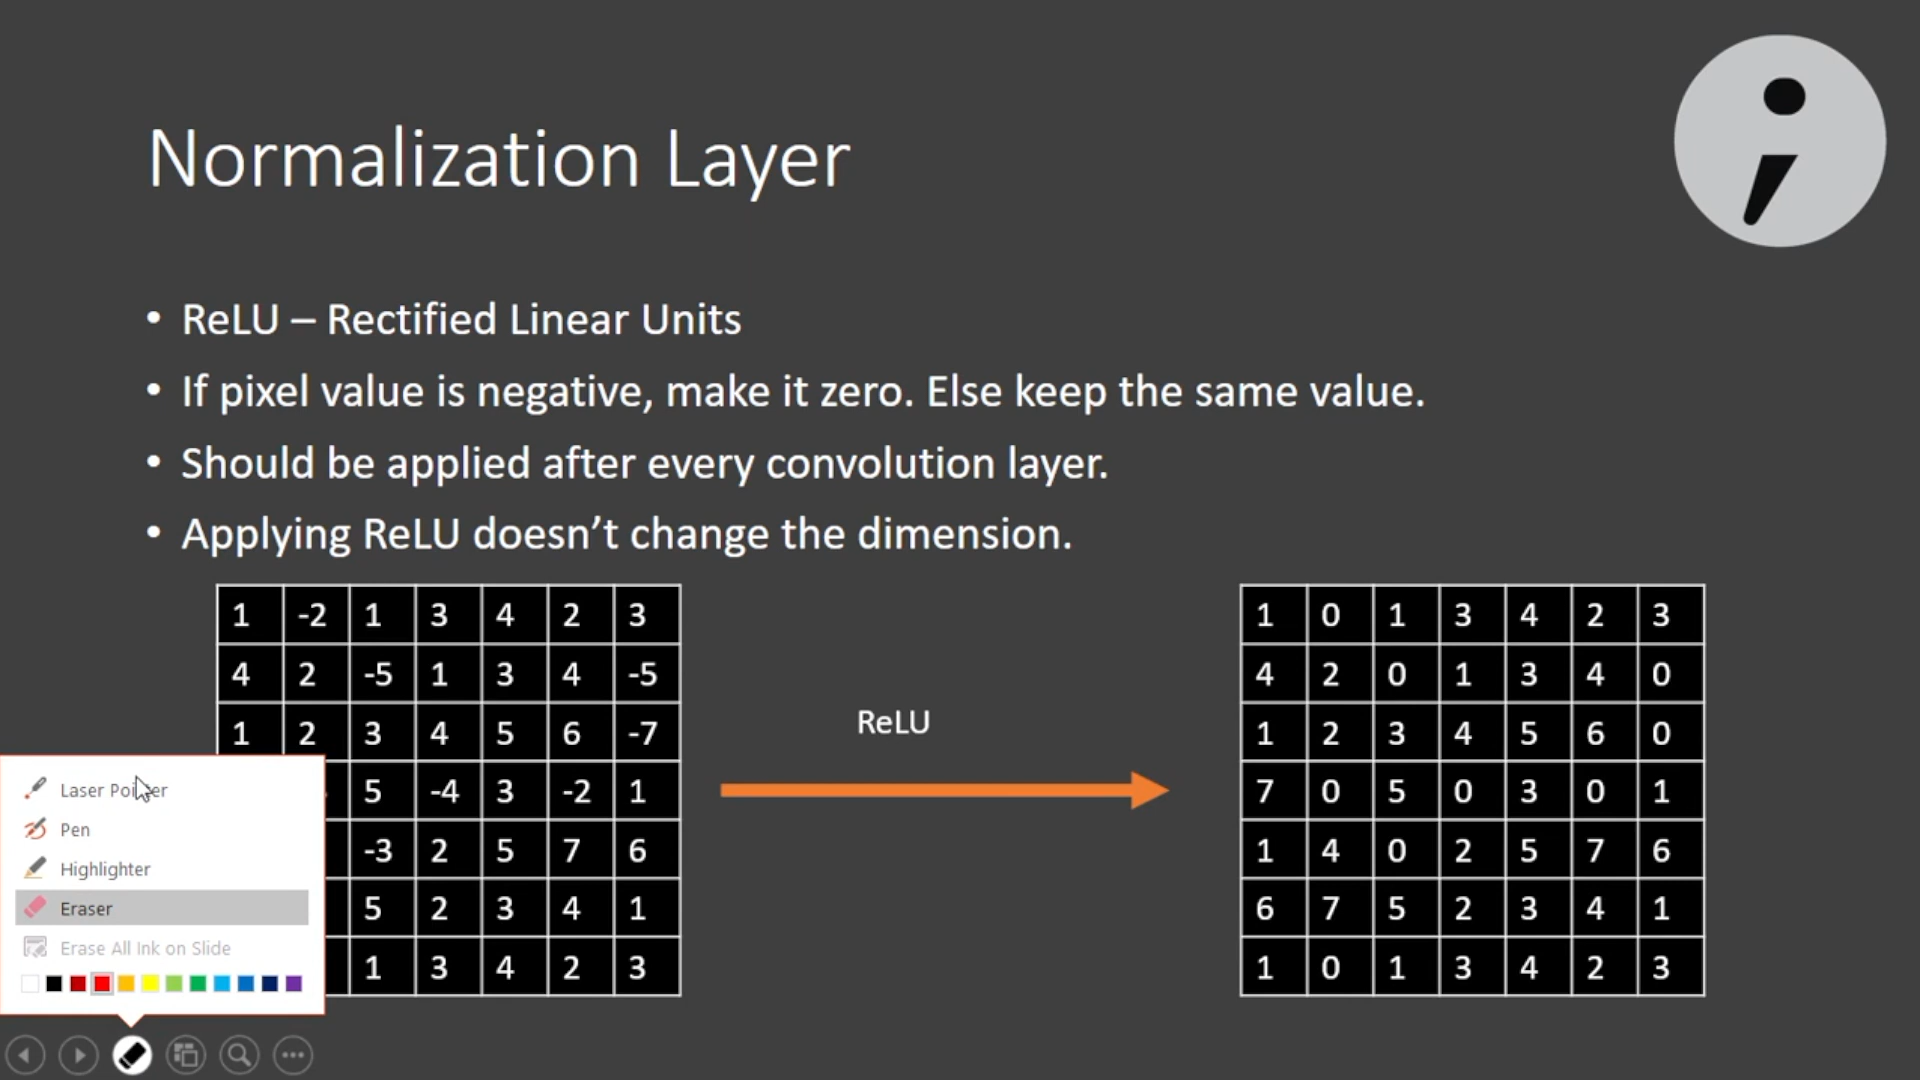 Normalization Layer
• ReLU – Rectified Linear Units
• If pixel value is negative, make it zero. Else keep the same value.
• Should be applied after every convolution layer.
• Applying ReLU doesn’t change the dimension.
1 -2 1 3 4 2 3
4 2 -5 1 3 4 -5
1 2 3 4 5 6 -7
5 -4 3 -2 1
-3 2 5 7 6
5 2 3 4 1
1 3 4 2 3
ReLU
1 0 1 3 4 2 3
4 2 0 1 3 4 0
1 2 3 4 5 6 0
7 0 5 0 3 0 1
1 4 0 2 5 7 6
6 7 5 2 3 4 1
1 0 1 3 4 2 3
Laser Pointer
Pen
Highlighter
Eraser
Erase All Ink on Slide